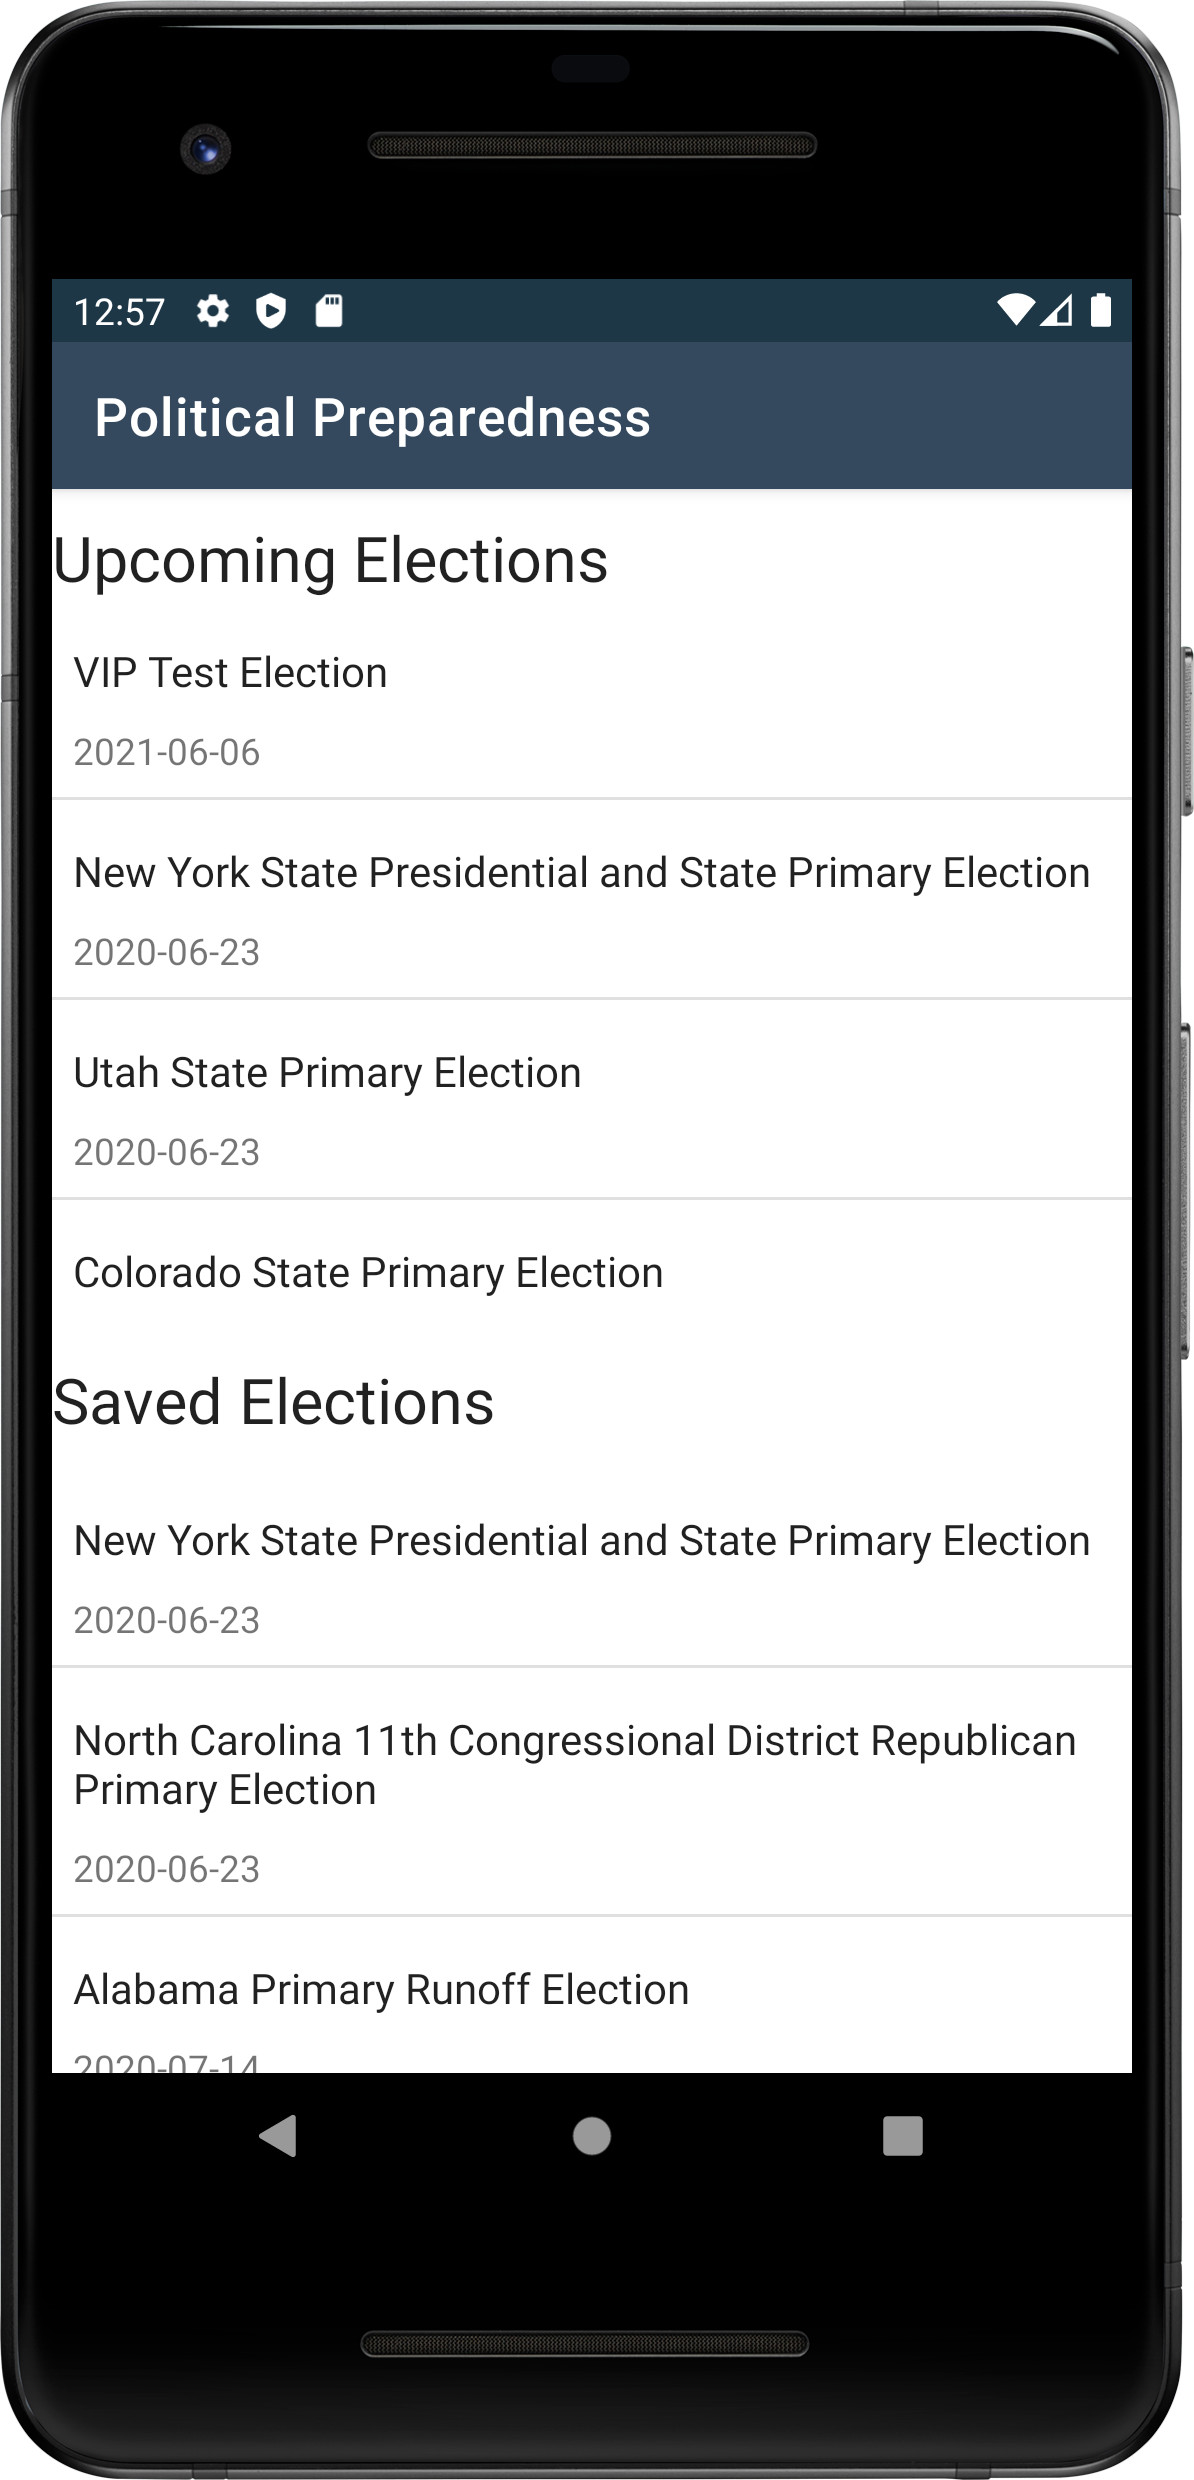 12:57
Political Preparedness
Upcoming Elections
VIP Test Election
2021-06-06
New York State Presidential and State Primary Election
2020-06-23
Utah State Primary Election
2020-06-23
Colorado State Primary Election
Saved Elections
New York State Presidential and State Primary Election
2020-06-23
North Carolina 11th Congressional District Republican
Primary Election
2020-06-23
Alabama Primary Runoff Election
2020-07-14